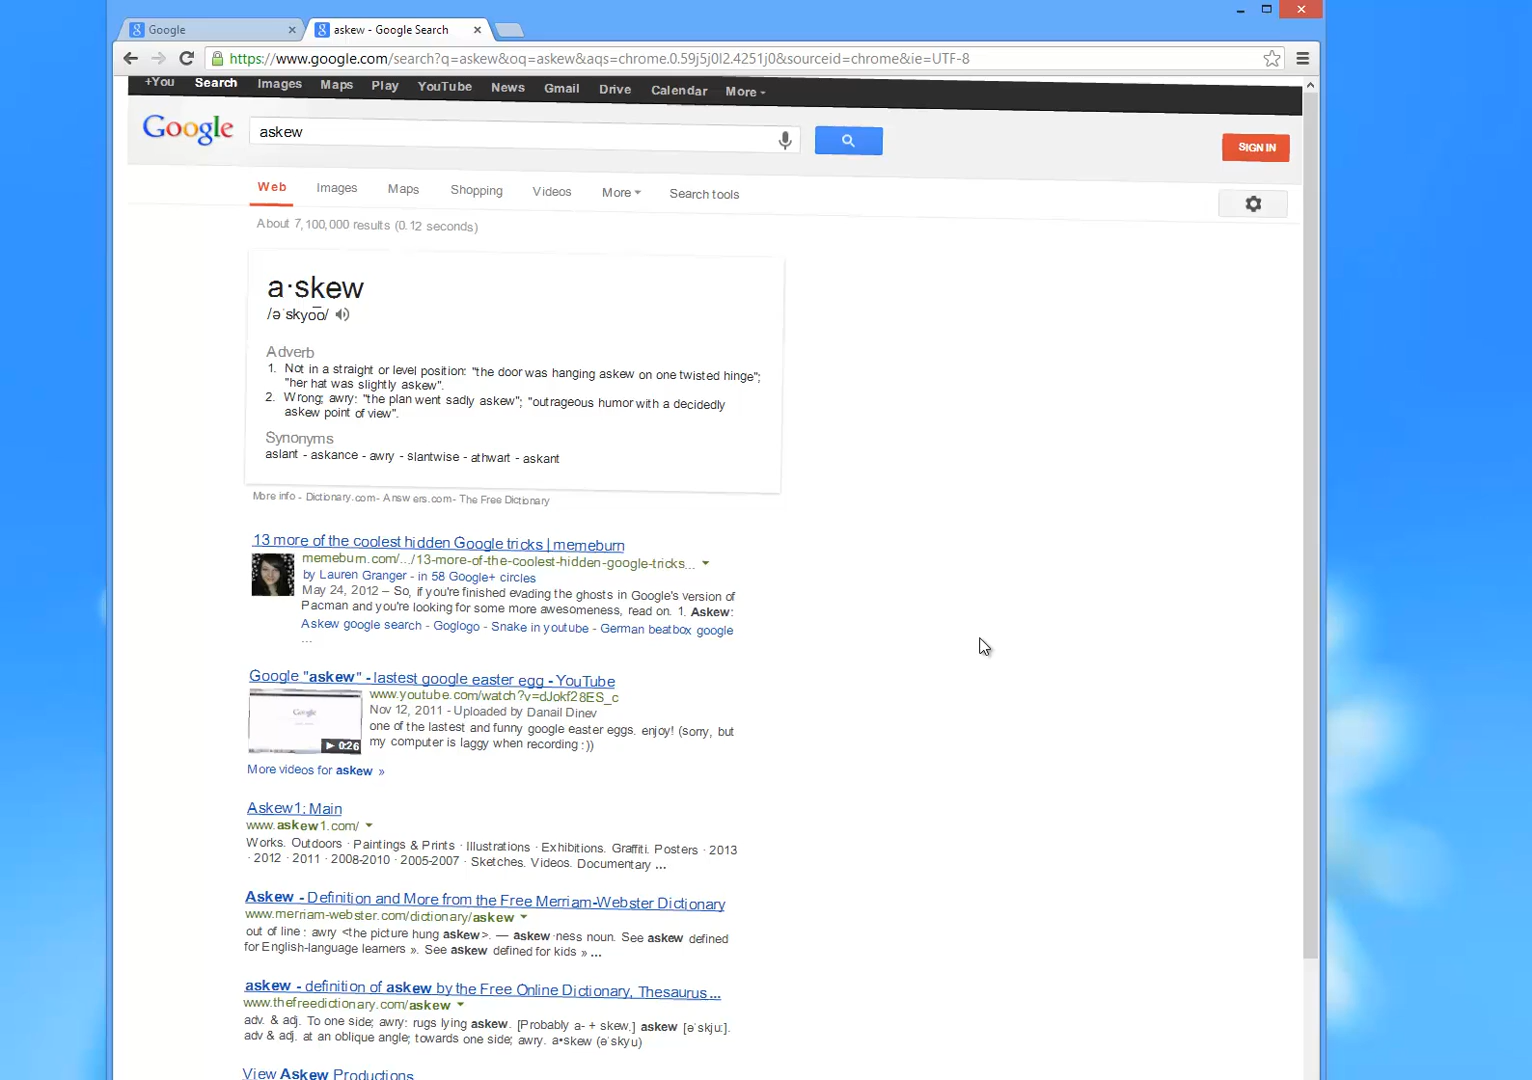 Google
askew - Google Search
https://www.google.com/search?q=askew&oq=askew&aqs=chrome.0.59j5j0l2.4251j0&sourceid=chrome&ie=UTF-8
+You Search Images Maps Play YouTube News Gmail Drive Calendar More
Google askew
SIGN IN
Web Images Maps Shopping Videos More Search tools
About 7,100,000 results (0.12 seconds)
a·skew
/əˈskyo͞o/
Adverb
1. Not in a straight or level position: "the door was hanging askew on one twisted hinge";
"her hat was slightly askew".
2. Wrong; awry: "the plan went sadly askew"; "outrageous humor with a decidedly
askew point of view".
Synonyms
aslant - askance - awry - slantwise - athwart - askant
More info - Dictionary.com - Answers.com - The Free Dictionary
13 more of the coolest hidden Google tricks | memeburn
memeburn.com/.../13-more-of-the-coolest-hidden-google-tricks...
by Lauren Granger - in 58 Google+ circles
May 24, 2012 – So, if you're finished evading the ghosts in Google's version of
Pacman and you're looking for some more awesomeness, read on. 1. Askew:
Askew google search - Goglogo - Snake in youtube - German beatbox google
...
Google "askew" - lastest google easter egg - YouTube
www.youtube.com/watch?v=dJokf28ES_c
Nov 12, 2011 - Uploaded by Danail Dinev
one of the lastest and funny google easter eggs. enjoy! (sorry, but
my computer is laggy when recording :))
Google
0:26
More videos for askew »
Askew1: Main
www.askew1.com/
Works. Outdoors · Paintings & Prints · Illustrations · Exhibitions. Graffiti. Posters · 2013
· 2012 · 2011 · 2008-2010 · 2005-2007 · Sketches. Videos. Documentary ...
Askew - Definition and More from the Free Merriam-Webster Dictionary
www.merriam-webster.com/dictionary/askew
out of line : awry <the picture hung askew>. — askew·ness noun. See askew defined
for English-language learners ». See askew defined for kids » ...
askew - definition of askew by the Free Online Dictionary, Thesaurus ...
www.thefreedictionary.com/askew
adv. & adj. To one side; awry: rugs lying askew. [Probably a- + skew.] askew [əˈskjuː].
adv & adj. at an oblique angle; towards one side; awry. a•skew (əˈskyu)
View Askew Productions